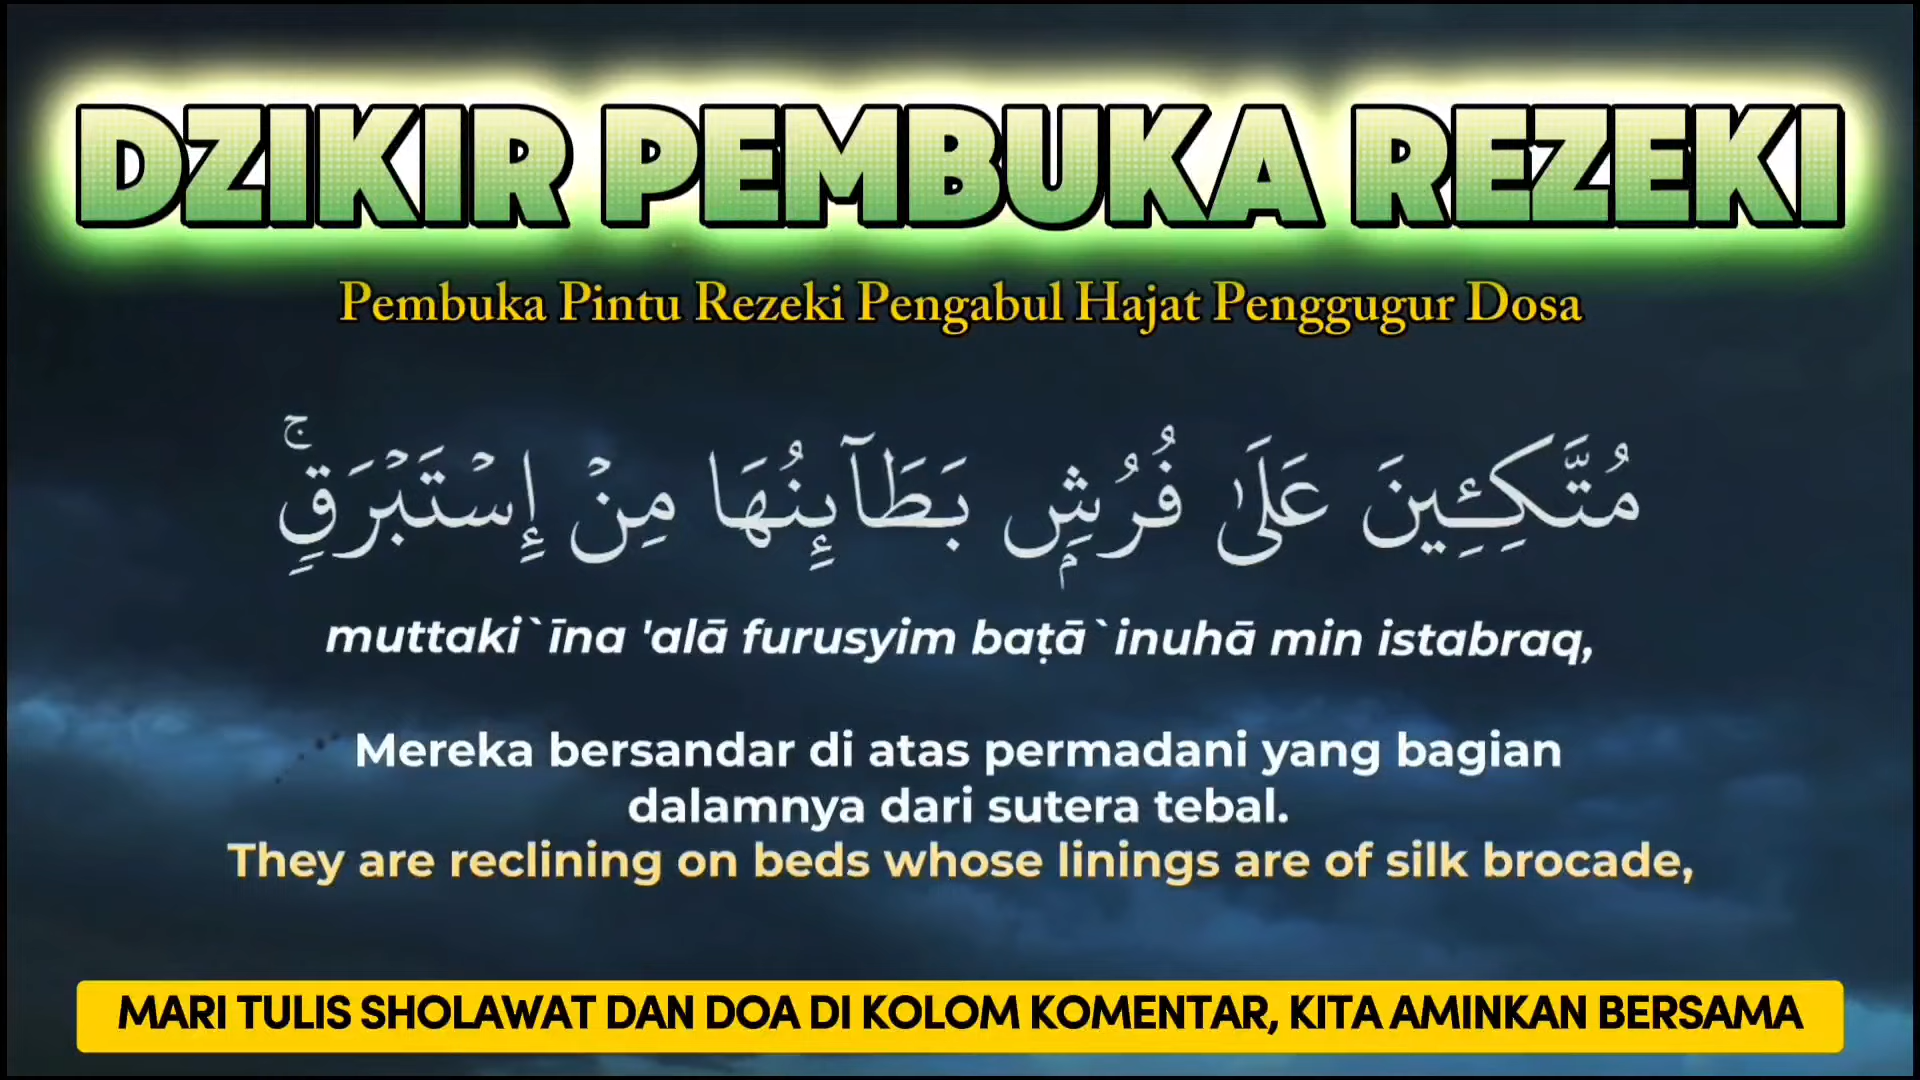 DZIKIR PEMBUKA REZEKI
Pembuka Pintu Rezeki Pengabul Hajat Penggugur Dosa
مُتَّكِـِٕيْنَ عَلٰى فُرُشٍۢ بَطَاۤىِٕنُهَا مِنْ اِسْتَبْرَقٍۗ
muttaki`īna 'alā furusyim baṭā`inuhā min istabraq,
Mereka bersandar di atas permadani yang bagian
dalamnya dari sutera tebal.
They are reclining on beds whose linings are of silk brocade,
MARI TULIS SHOLAWAT DAN DOA DI KOLOM KOMENTAR, KITA AMINKAN BERSAMA